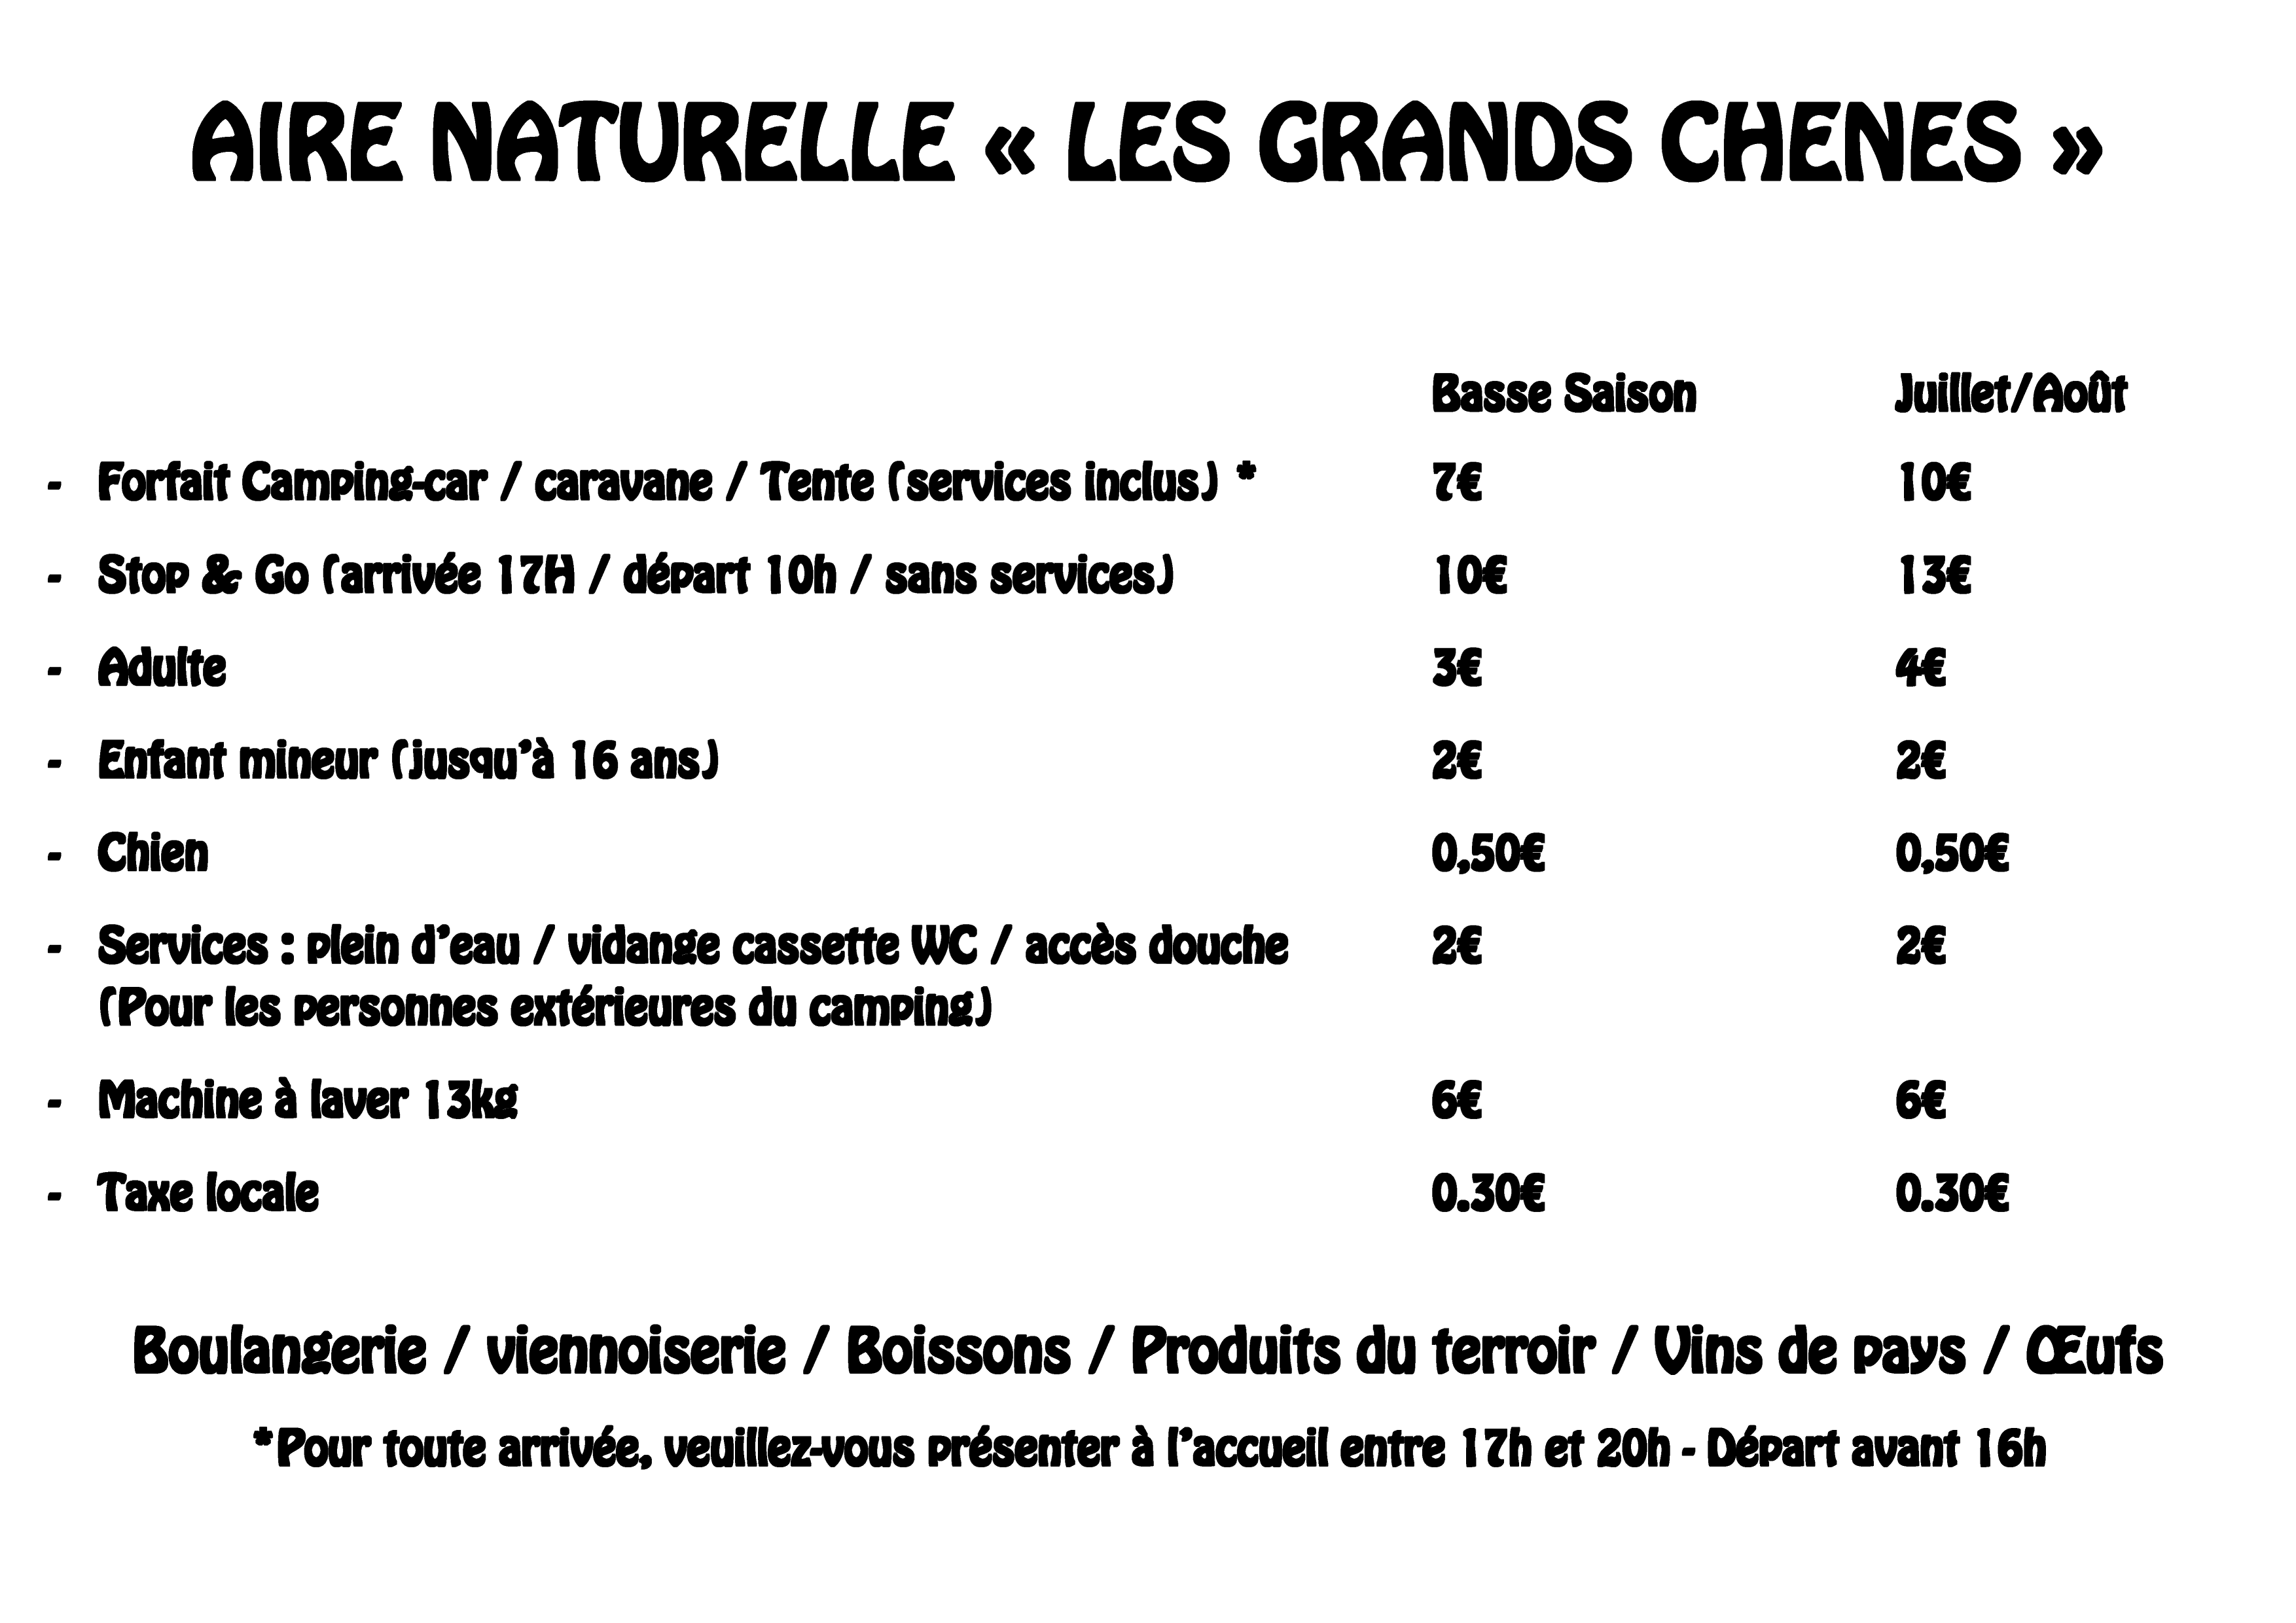 AIRE NATURELLE « LES GRANDS CHENES »
Basse Saison Juillet/Août
- Forfait Camping-car / caravane / Tente (services inclus) * 7€ 10€
- Stop & Go (arrivée 17H / départ 10h / sans services) 10€ 13€
- Adulte 3€ 4€
- Enfant mineur (jusqu'à 16 ans) 2€ 2€
- Chien 0,50€ 0,50€
- Services : plein d'eau / vidange cassette WC / accès douche 2€ 2€
(Pour les personnes extérieures du camping)
- Machine à laver 13kg 6€ 6€
- Taxe locale 0.30€ 0.30€
Boulangerie / viennoiserie / Boissons / Produits du terroir / Vins de pays / Œufs
*Pour toute arrivée, veuillez-vous présenter à l'accueil entre 17h et 20h - Départ avant 16h